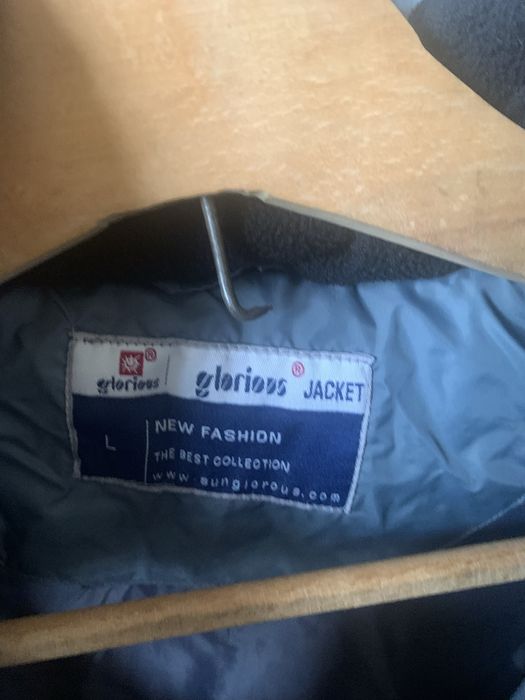 glorious ® glorious ® JACKET
L
NEW FASHION
THE BEST COLLECTION
www.sunglorous.com